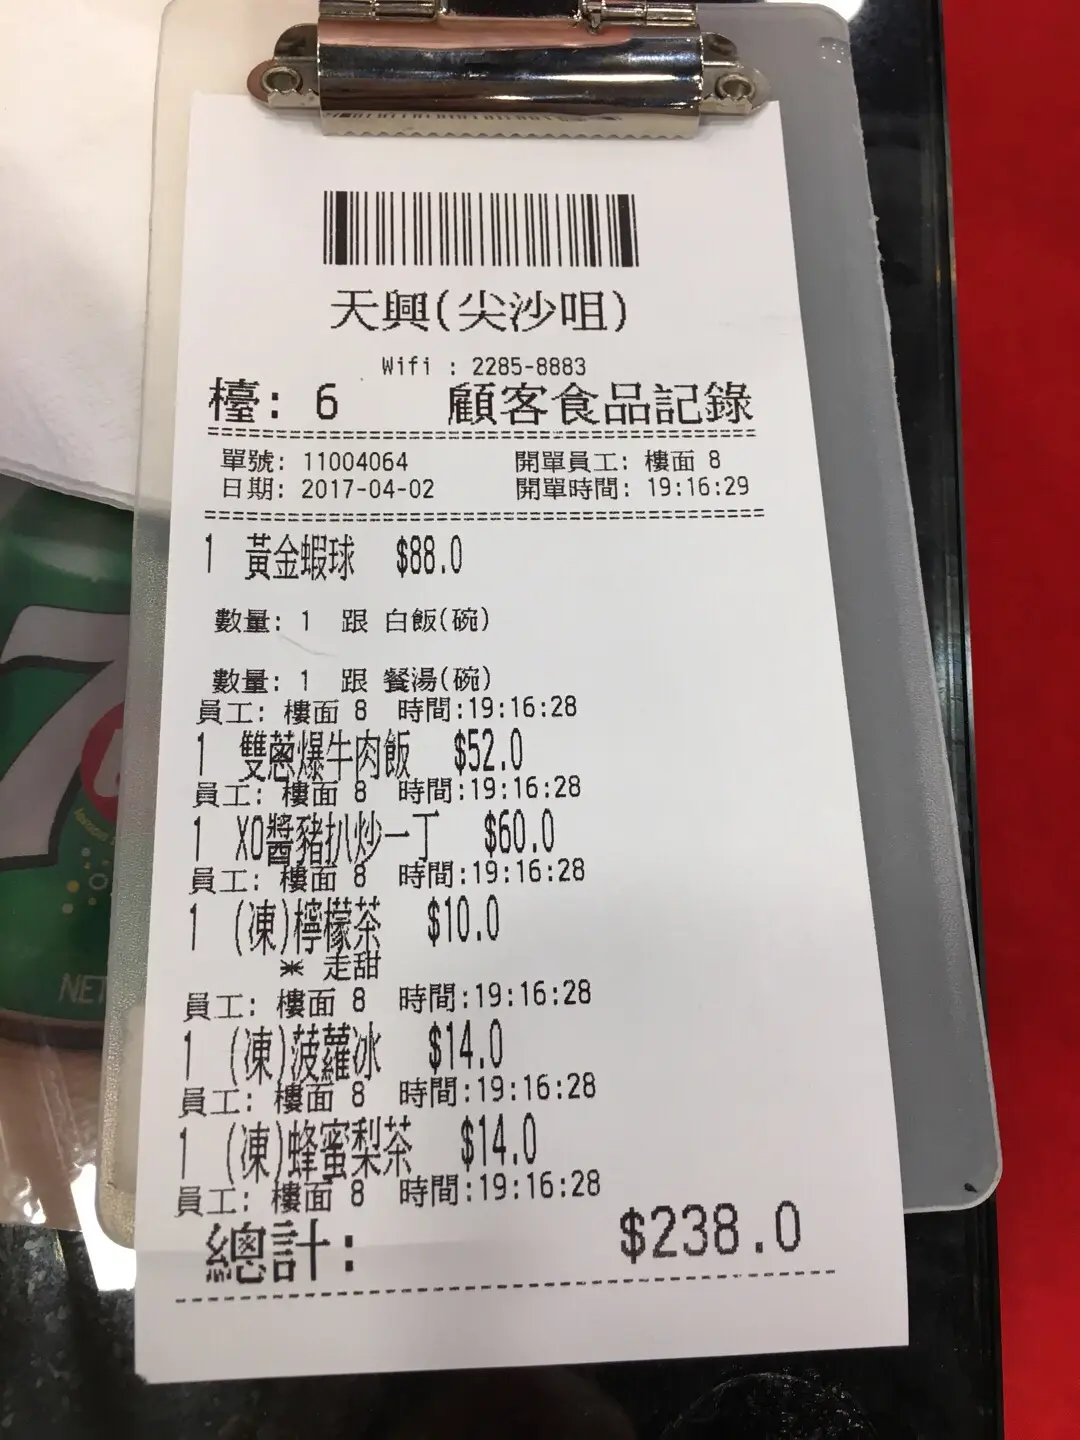 天興(尖沙咀)
Wifi : 2285-8883
檯: 6 顧客食品記錄
單號: 11004064 開單員工: 樓面 8
日期: 2017-04-02 開單時間: 19:16:29
1 黃金蝦球 $88.0
數量: 1 跟 白飯(碗)
數量: 1 跟 餐湯(碗)
員工: 樓面 8 時間:19:16:28
1 雙蔥爆牛肉飯 $52.0
員工: 樓面 8 時間:19:16:28
1 XO醬豬扒炒一丁 $60.0
員工: 樓面 8 時間:19:16:28
1 (凍)檸檬茶 $10.0
* 走甜
員工: 樓面 8 時間:19:16:28
1 (凍)菠蘿冰 $14.0
員工: 樓面 8 時間:19:16:28
1 (凍)蜂蜜梨茶 $14.0
員工: 樓面 8 時間:19:16:28
總計: $238.0
7
NET